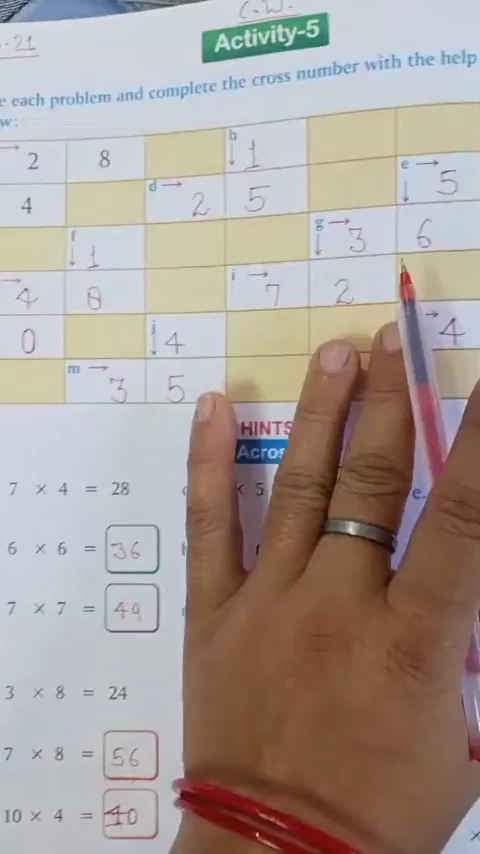 C.W.
-21
Activity-5
e each problem and complete the cross number with the help
w:
→ 2 8 b ↓ 1
4 d → 2 5 e → ↓ 5
f ↓ 1 g → ↓ 3 6
→ 4 8 i → 7 2
0 j ↓ 4 → 4
m → 3 5
HINTS
Acros
7 × 4 = 28
× 5
e.
6 × 6 = 36
7 × 7 = 49
3 × 8 = 24
7 × 8 = 56
10 × 4 = 40